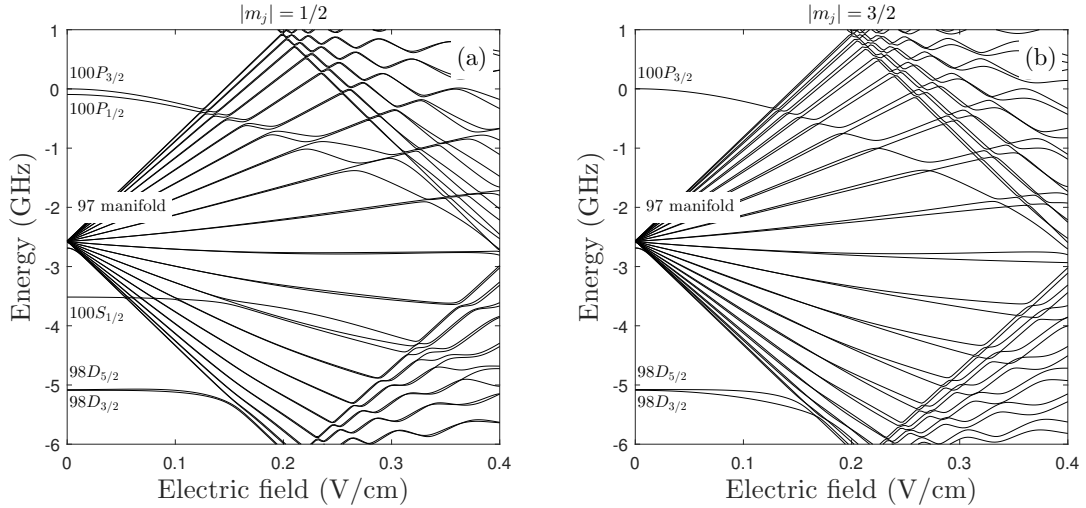 |m_j| = 1/2
(a)
1
0
-1
-2
-3
-4
-5
-6
Energy (GHz)
100P_{3/2}
100P_{1/2}
97 manifold
100S_{1/2}
98D_{5/2}
98D_{3/2}
0
0.1
0.2
0.3
0.4
Electric field (V/cm)
|m_j| = 3/2
(b)
1
0
-1
-2
-3
-4
-5
-6
Energy (GHz)
100P_{3/2}
97 manifold
98D_{5/2}
98D_{3/2}
0
0.1
0.2
0.3
0.4
Electric field (V/cm)